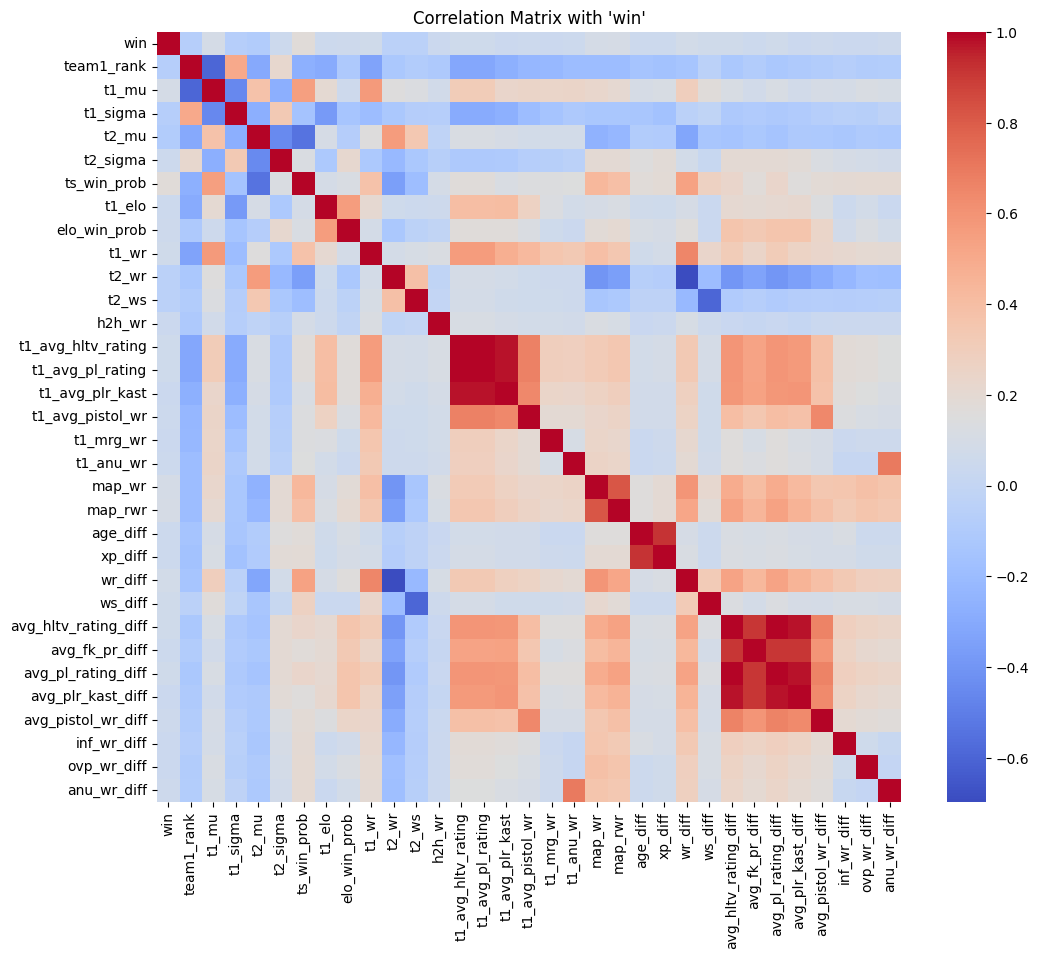 Correlation Matrix with 'win'
win
team1_rank
t1_mu
t1_sigma
t2_mu
t2_sigma
ts_win_prob
t1_elo
elo_win_prob
t1_wr
t2_wr
t2_ws
h2h_wr
t1_avg_hltv_rating
t1_avg_pl_rating
t1_avg_plr_kast
t1_avg_pistol_wr
t1_mrg_wr
t1_anu_wr
map_wr
map_rwr
age_diff
xp_diff
wr_diff
ws_diff
avg_hltv_rating_diff
avg_fk_pr_diff
avg_pl_rating_diff
avg_plr_kast_diff
avg_pistol_wr_diff
inf_wr_diff
ovp_wr_diff
anu_wr_diff
win
team1_rank
t1_mu
t1_sigma
t2_mu
t2_sigma
ts_win_prob
t1_elo
elo_win_prob
t1_wr
t2_wr
t2_ws
h2h_wr
t1_avg_hltv_rating
t1_avg_pl_rating
t1_avg_plr_kast
t1_avg_pistol_wr
t1_mrg_wr
t1_anu_wr
map_wr
map_rwr
age_diff
xp_diff
wr_diff
ws_diff
avg_hltv_rating_diff
avg_fk_pr_diff
avg_pl_rating_diff
avg_plr_kast_diff
avg_pistol_wr_diff
inf_wr_diff
ovp_wr_diff
anu_wr_diff
1.0
0.8
0.6
0.4
0.2
0.0
−0.2
−0.4
−0.6